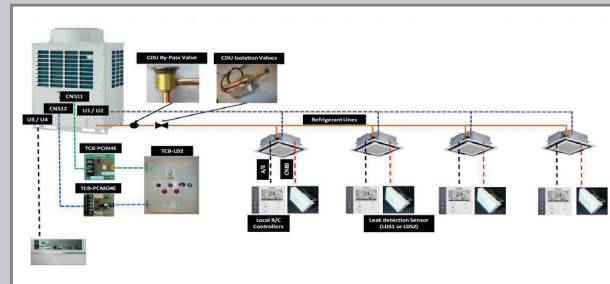 CDU By-Pass Valve
CDU Isolation Valves
CN511
CN512
U1 / U2
U3 / U4
Refrigerant Lines
TCB-PCIN4E
TCB-LD2
TCB-PCMO4E
A/B
CN80
Local R/C
Controllers
Leak detection Sensor
(LDS1 or LDS2)